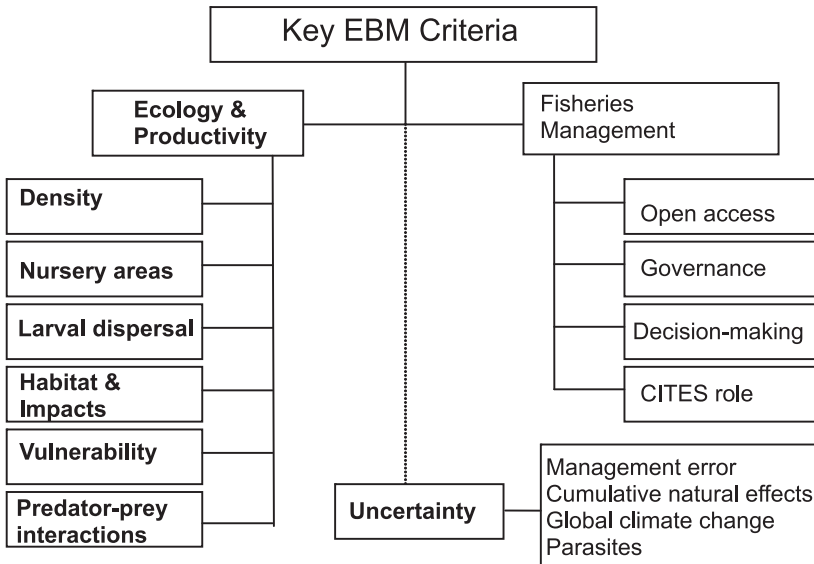 Key EBM Criteria
Ecology &
Productivity
Density
Nursery areas
Larval dispersal
Habitat &
Impacts
Vulnerability
Predator-prey
interactions
Fisheries
Management
Open access
Governance
Decision-making
CITES role
Uncertainty
Management error
Cumulative natural effects
Global climate change
Parasites